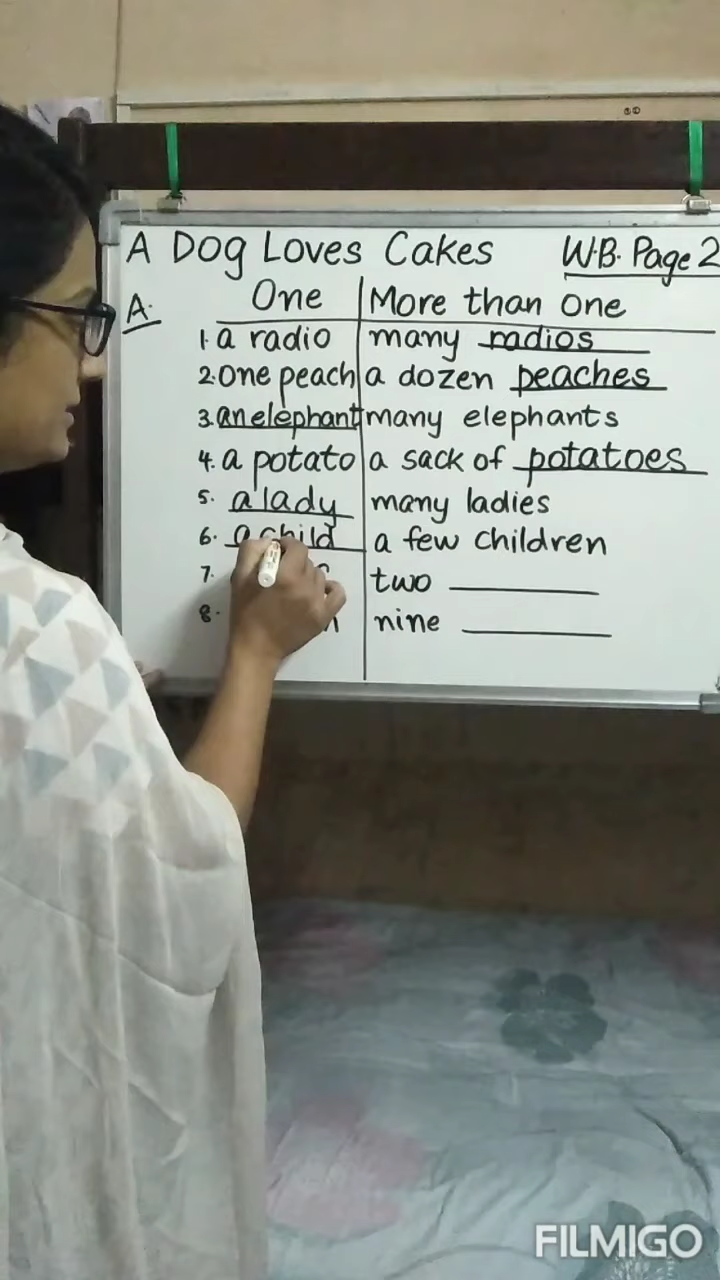 A Dog Loves Cakes W.B. Page 2
A. One More than one
1. a radio many radios
2. one peach a dozen peaches
3. an elephant many elephants
4. a potato a sack of potatoes
5. a lady many ladies
6. a child a few children
7. two
8. nine
FILMIGO